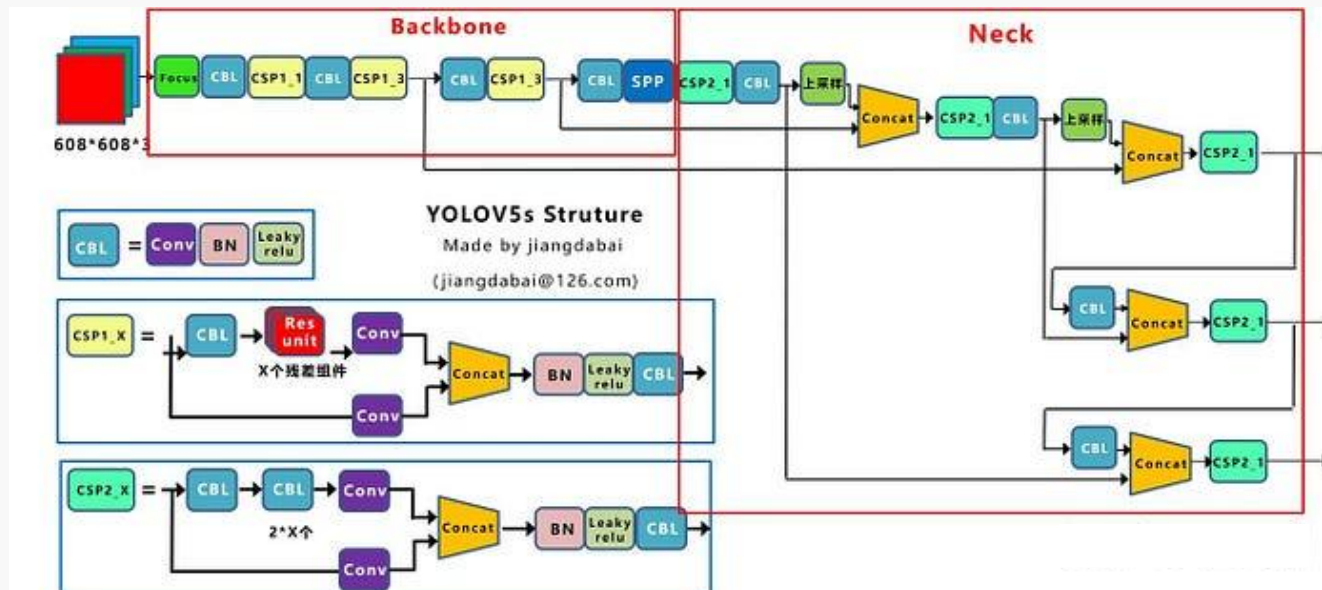 Backbone
Neck
Focus CBL CSP1_1 CBL CSP1_3 CBL CSP1_3 CBL SPP CSP2_1 CBL 上采样
Concat CSP2_1 CBL 上采样
Concat CSP2_1
608*608*3
YOLOV5s Struture
Made by jiangdabai
(jiangdabai@126.com)
CBL = Conv BN Leaky relu
CBL Concat CSP2_1
CSP1_X = CBL Res unit Conv
X个残差组件
Concat BN Leaky relu CBL
Conv
CBL Concat CSP2_1
CSP2_X = CBL CBL Conv
2*X个
Concat BN Leaky relu CBL
Conv